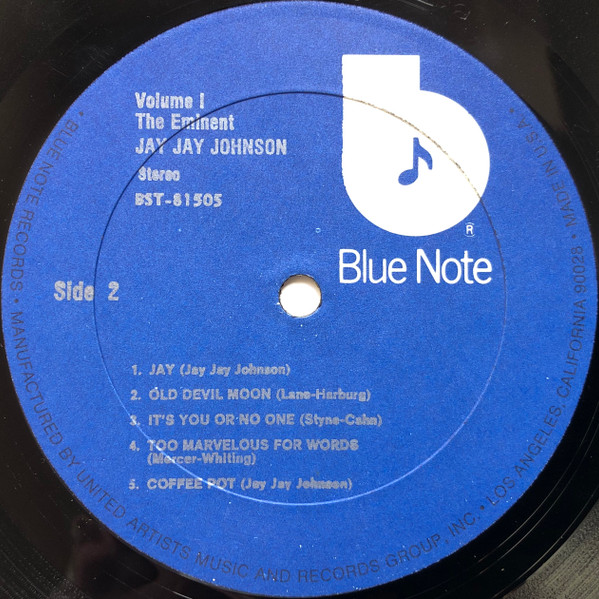 Volume I
The Eminent
JAY JAY JOHNSON
Stereo
BST-81505
Side 2
b
®
Blue Note
1. JAY (Jay Jay Johnson)
2. OLD DEVIL MOON (Lane-Harburg)
3. IT'S YOU OR NO ONE (Styne-Cahn)
4. TOO MARVELOUS FOR WORDS
(Mercer-Whiting)
5. COFFEE POT (Jay Jay Johnson)
• BLUE NOTE RECORDS • MANUFACTURED BY UNITED ARTISTS MUSIC AND RECORDS GROUP, INC. • LOS ANGELES, CALIFORNIA 90028 • MADE IN U.S.A. •